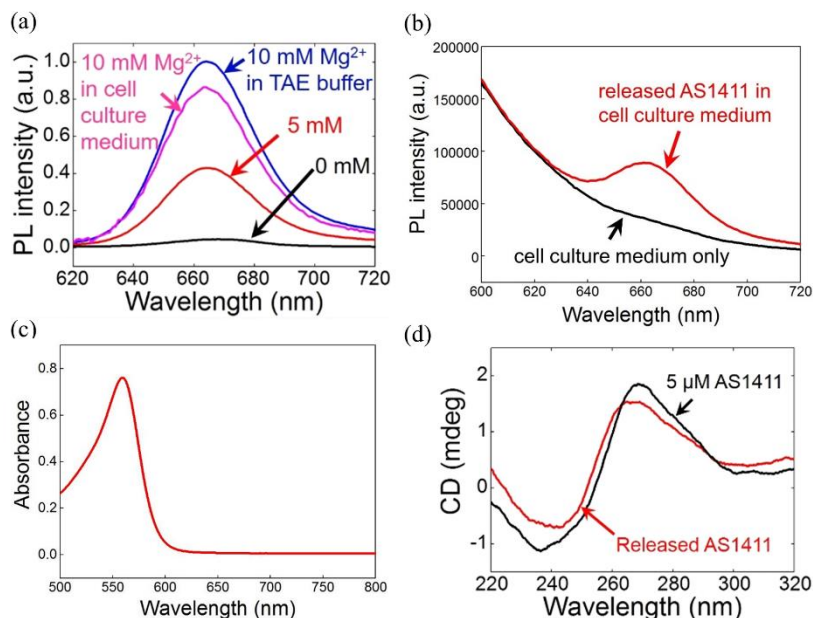 (a)
PL intensity (a.u.)
1.0
0.8
0.6
0.4
0.2
0.0
10 mM Mg²⁺
in cell
culture
medium
10 mM Mg²⁺
in TAE buffer
5 mM
0 mM
620 640 660 680 700 720
Wavelength (nm)
(b)
PL intensity (a.u.)
200000
150000
100000
50000
0
released AS1411 in
cell culture medium
cell culture medium only
600 620 640 660 680 700 720
Wavelength (nm)
(c)
Absorbance
0.8
0.6
0.4
0.2
0.0
500 550 600 650 700 750 800
Wavelength (nm)
(d)
CD (mdeg)
2
1
0
-1
5 µM AS1411
Released AS1411
220 240 260 280 300 320
Wavelength (nm)